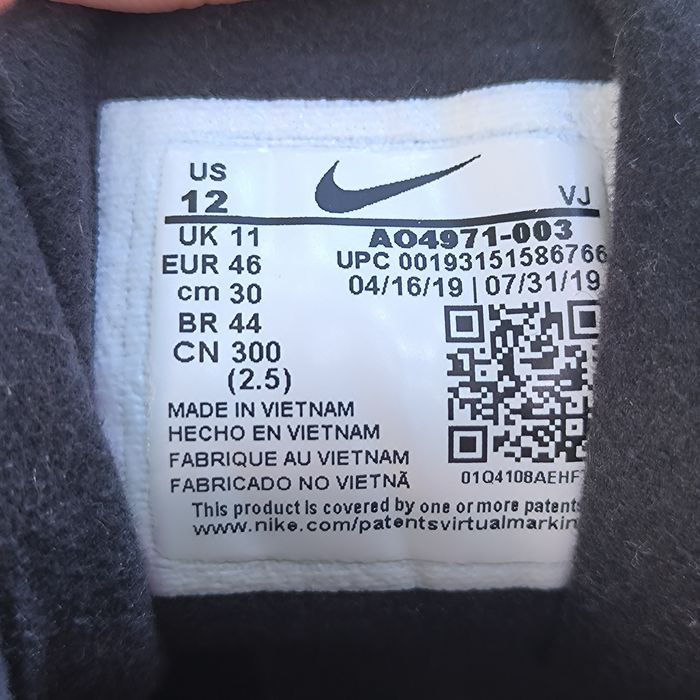 US
12
VJ
UK 11
AO4971-003
EUR 46
UPC 00193151586766
cm 30
04/16/19 | 07/31/19
BR 44
CN 300
(2.5)
MADE IN VIETNAM
HECHO EN VIETNAM
FABRIQUE AU VIETNAM
FABRICADO NO VIETNÃ
01Q4108AEHF
This product is covered by one or more patents
www.nike.com/patentsvirtualmarkin